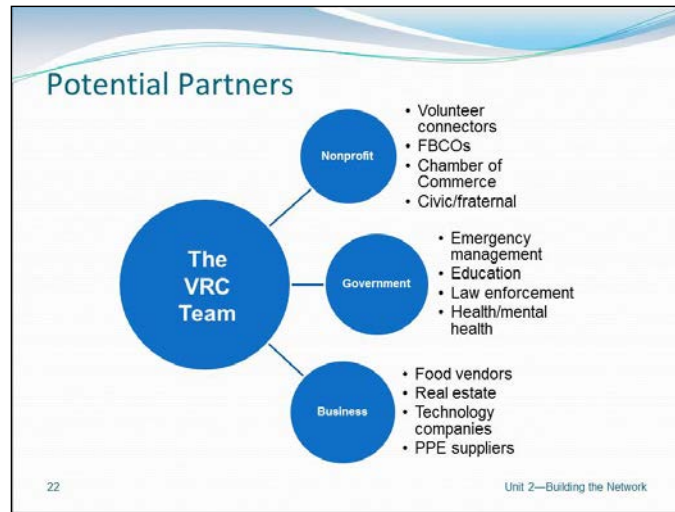 Potential Partners
Nonprofit
• Volunteer
connectors
• FBCOs
• Chamber of
Commerce
• Civic/fraternal
The
VRC
Team
Government
• Emergency
management
• Education
• Law enforcement
• Health/mental
health
Business
• Food vendors
• Real estate
• Technology
companies
• PPE suppliers
22
Unit 2—Building the Network